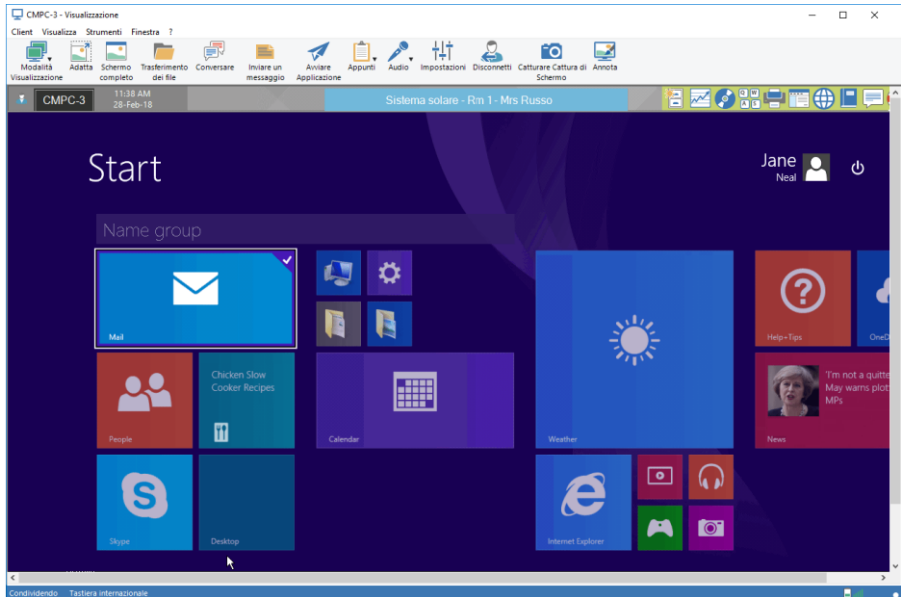 CMPC-3 - Visualizzazione
Client Visualizza Strumenti Finestra ?
Modalità Visualizzazione
Adatta
Schermo completo
Trasferimento dei file
Conversare
Inviare un messaggio
Avviare Applicazione
Appunti
Audio
Impostazioni
Disconnetti
Catturare Cattura di Schermo
Annota
CMPC-3
11:38 AM
28-Feb-18
Sistema solare - Rm 1 - Mrs Russo
Start
Jane
Neal
Name group
Mail
Help+Tips
People
Chicken Slow
Cooker Recipes
Calendar
Weather
'I'm not a quitte
May warns plot
MPs
News
Skype
Desktop
Internet Explorer
Condividendo Tastiera internazionale